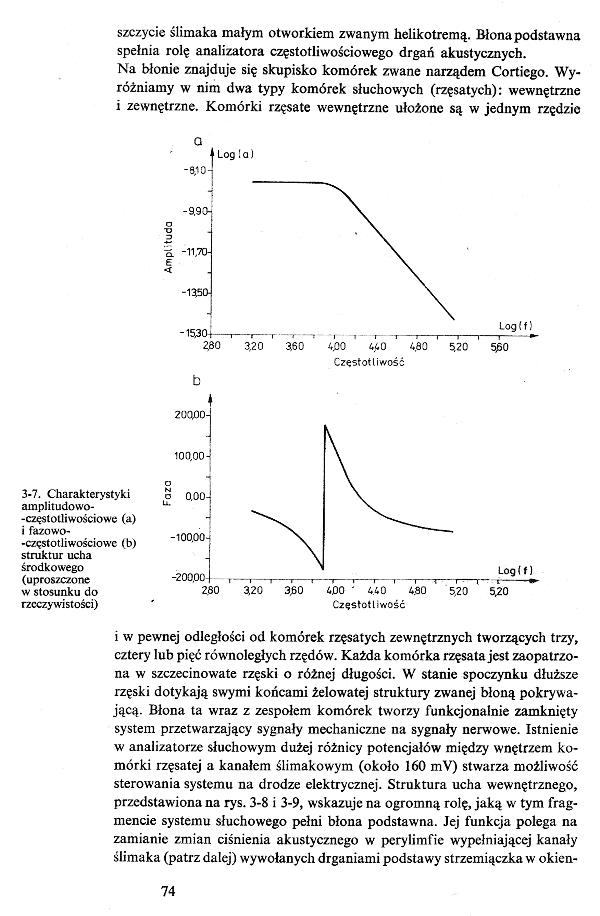 szczycie ślimaka małym otworkiem zwanym helikotremą. Błona podstawna
spełnia rolę analizatora częstotliwościowego drgań akustycznych.
Na błonie znajduje się skupisko komórek zwane narządem Cortiego. Wy-
różniamy w nim dwa typy komórek słuchowych (rzęsatych): wewnętrzne
i zewnętrzne. Komórki rzęsate wewnętrzne ułożone są w jednym rzędzie
a
Log(a)
-8,10
-9,90
-11,70
-13,50
-15,30
Amplituda
2,80 3,20 3,60 4,00 4,40 4,80 5,20 5,60
Log(f)
Częstotliwość
b
200,00
100,00
0,00
-100,00
-200,00
Faza
2,80 3,20 3,60 4,00 4,40 4,80 5,20 5,20
Log(f)
Częstotliwość
3-7. Charakterystyki
amplitudowo-
-częstotliwościowe (a)
i fazowo-
-częstotliwościowe (b)
struktur ucha
środkowego
(uproszczone
w stosunku do
rzeczywistości)
i w pewnej odległości od komórek rzęsatych zewnętrznych tworzących trzy,
cztery lub pięć równoległych rzędów. Każda komórka rzęsata jest zaopatrzo-
na w szczecinowate rzęski o różnej długości. W stanie spoczynku dłuższe
rzęski dotykają swymi końcami żelowatej struktury zwanej błoną pokrywa-
jącą. Błona ta wraz z zespołem komórek tworzy funkcjonalnie zamknięty
system przetwarzający sygnały mechaniczne na sygnały nerwowe. Istnienie
w analizatorze słuchowym dużej różnicy potencjałów między wnętrzem ko-
mórki rzęsatej a kanałem ślimakowym (około 160 mV) stwarza możliwość
sterowania systemu na drodze elektrycznej. Struktura ucha wewnętrznego,
przedstawiona na rys. 3-8 i 3-9, wskazuje na ogromną rolę, jaką w tym frag-
mencie systemu słuchowego pełni błona podstawna. Jej funkcja polega na
zamianie zmian ciśnienia akustycznego w perylimfie wypełniającej kanały
ślimaka (patrz dalej) wywołanych drganiami podstawy strzemiączka w okien-
74